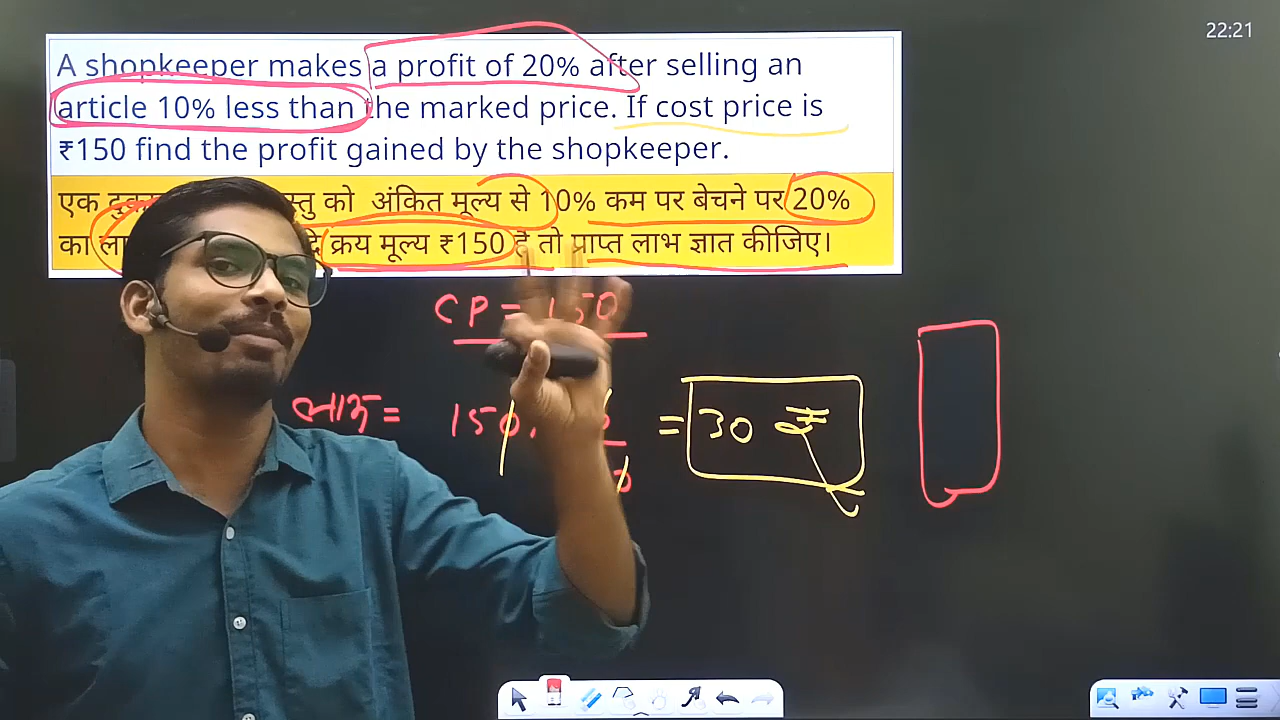 22:21
A shopkeeper makes a profit of 20% after selling an
article 10% less than the marked price. If cost price is
₹150 find the profit gained by the shopkeeper.
एक स्तु को अंकित मूल्य से 10% कम पर बेचने पर 20%
का क्रय मूल्य ₹150 है तो प्राप्त लाभ ज्ञात कीजिए।
CP = 150
लाभ = 150
= 30 ₹